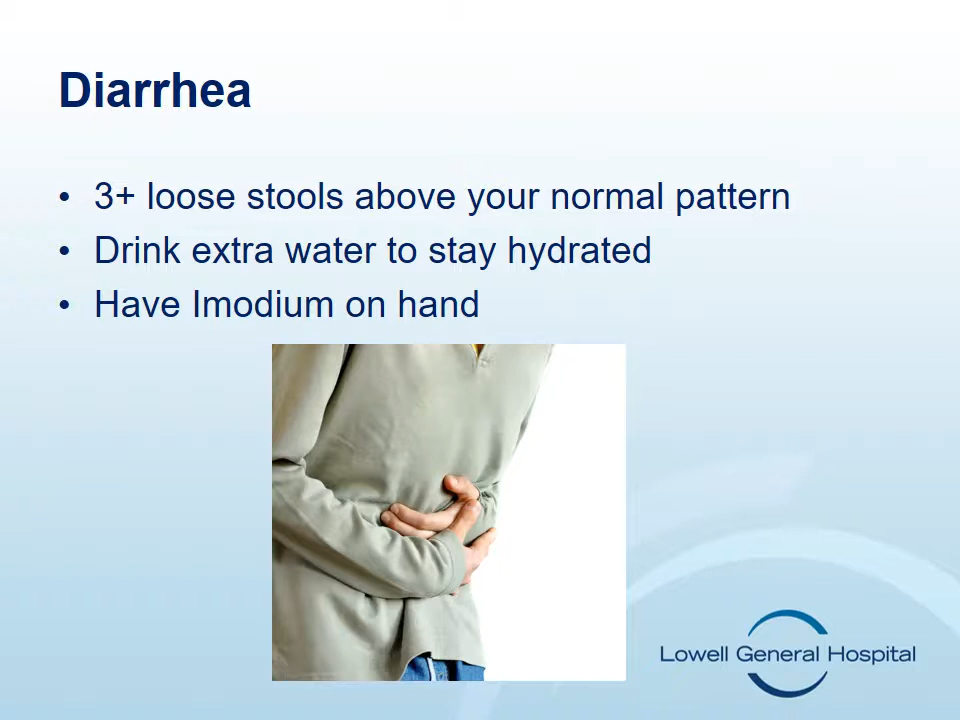 Diarrhea
• 3+ loose stools above your normal pattern
• Drink extra water to stay hydrated
• Have Imodium on hand
Lowell General Hospital